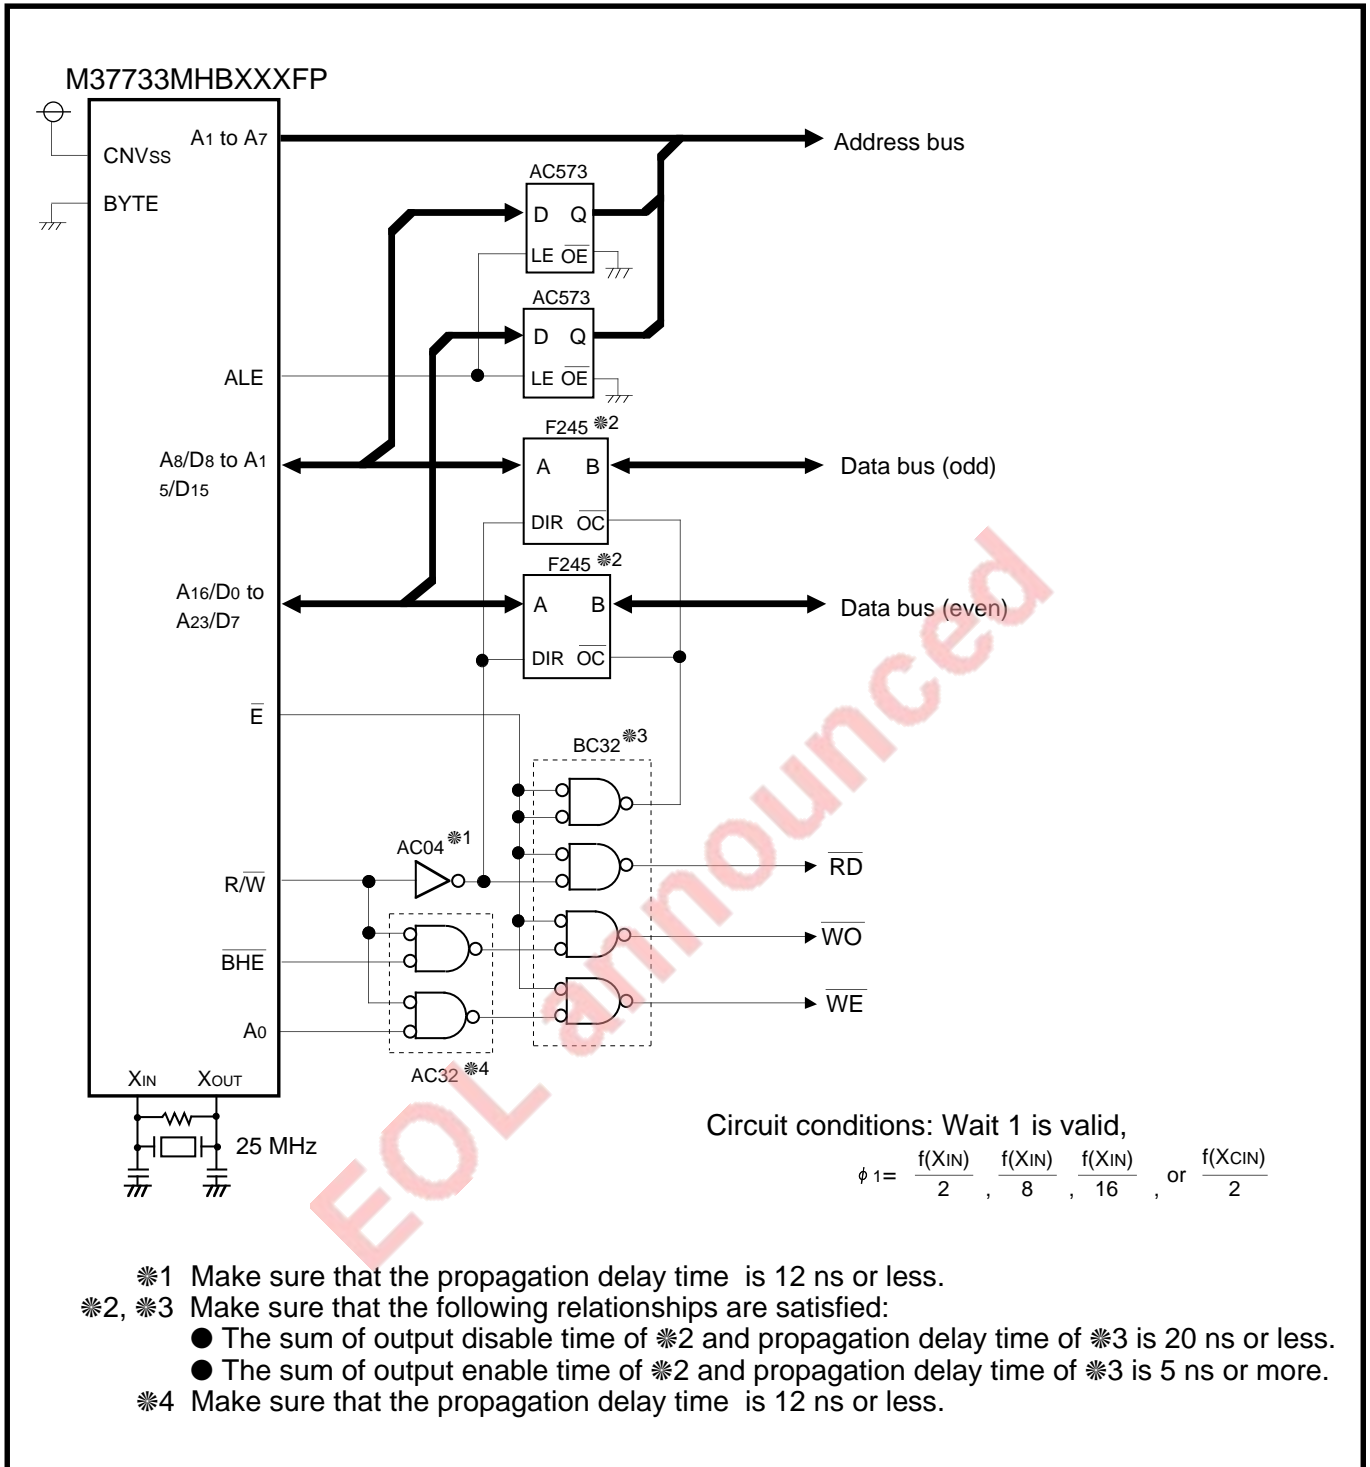 M37733MHBXXXFP
CNVss
A1 to A7
Address bus
BYTE
AC573
D Q
LE OE
AC573
D Q
ALE
LE OE
F245 ※2
A8/D8 to A1
5/D15
A B
Data bus (odd)
DIR OC
F245 ※2
A16/D0 to
A23/D7
A B
Data bus (even)
DIR OC
E
BC32 ※3
AC04 ※1
RD
R/W
WO
BHE
WE
A0
AC32 ※4
XIN XOUT
25 MHz
Circuit conditions: Wait 1 is valid,
ϕ 1= f(XIN)/2 , f(XIN)/8 , f(XIN)/16 , or f(XCIN)/2
EOL announced
※1 Make sure that the propagation delay time is 12 ns or less.
※2, ※3 Make sure that the following relationships are satisfied:
● The sum of output disable time of ※2 and propagation delay time of ※3 is 20 ns or less.
● The sum of output enable time of ※2 and propagation delay time of ※3 is 5 ns or more.
※4 Make sure that the propagation delay time is 12 ns or less.